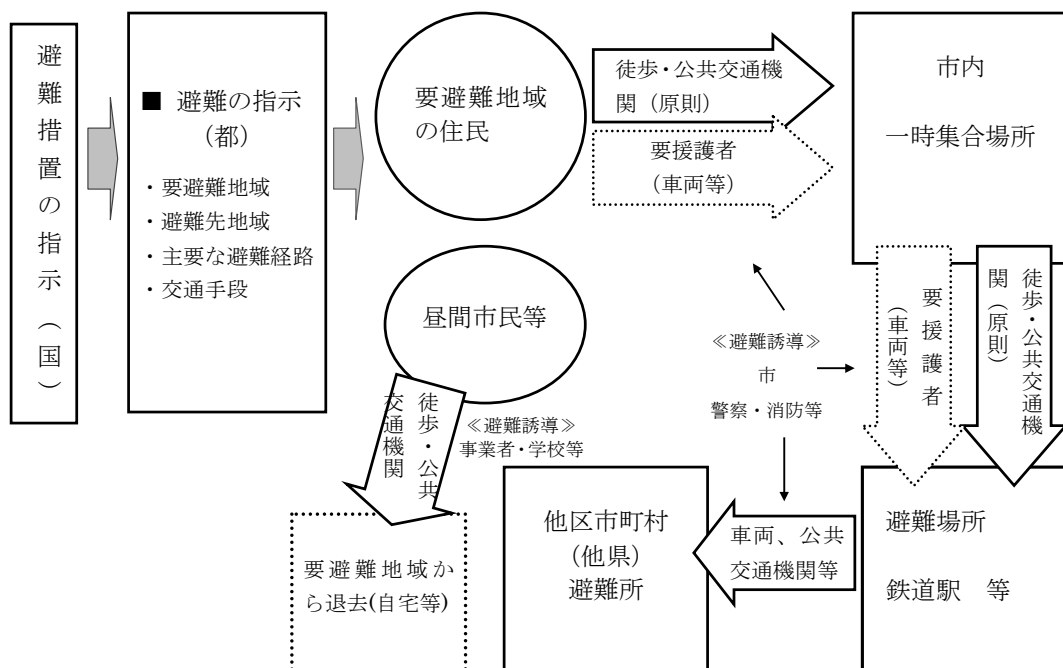 避難措置の指示(国)
■ 避難の指示
(都)
・要避難地域
・避難先地域
・主要な避難経路
・交通手段
要避難地域
の住民
徒歩・公共交通機
関(原則)
要援護者
(車両等)
市内
一時集合場所
昼間市民等
徒歩・公共
交通機関
≪避難誘導≫
事業者・学校等
≪避難誘導≫
市
警察・消防等
徒歩・公共交通機
関(原則)
要援護者
(車両等)
要避難地域か
ら退去(自宅等)
他区市町村
(他県)
避難所
車両、公共
交通機関等
避難場所
鉄道駅 等